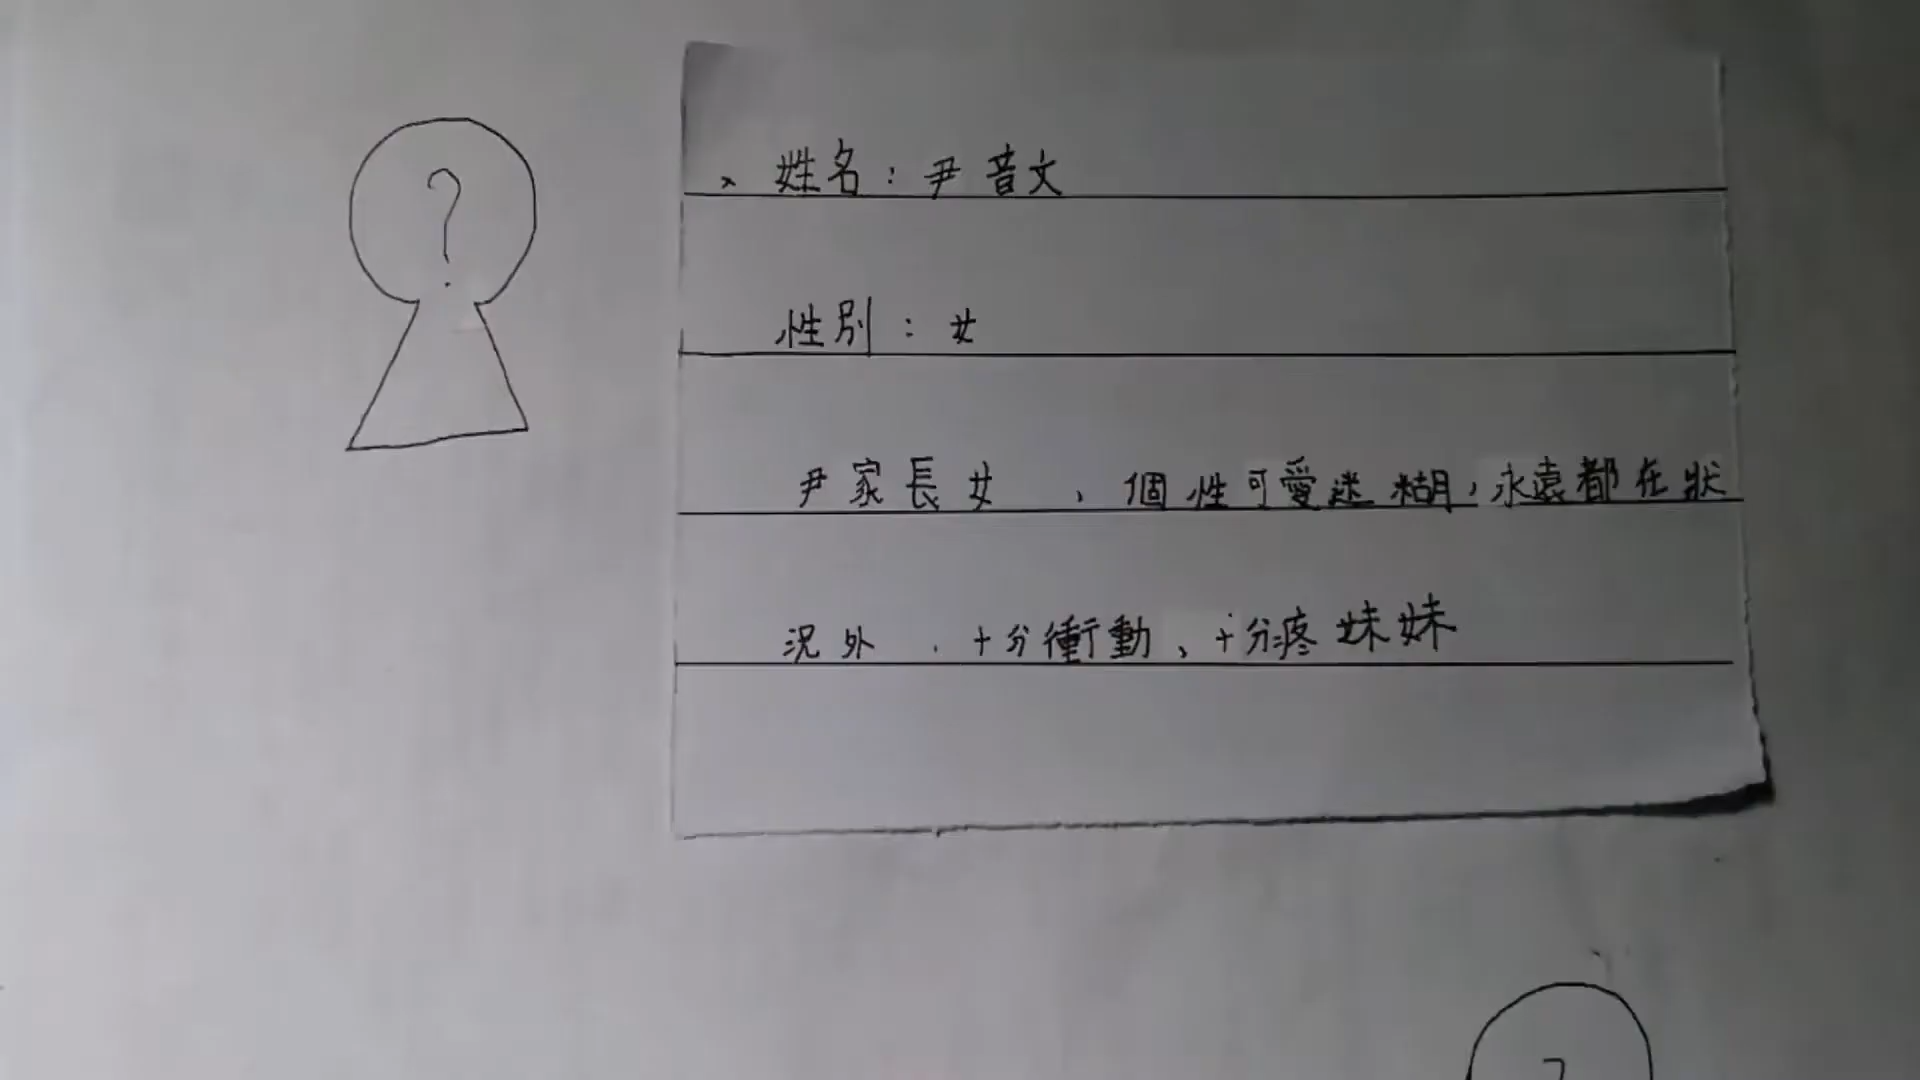 ?
、姓名：尹音文
性別：女
尹家長女，個性可愛迷糊，永遠都在狀
況外、十分衝動、十分疼妹妹
?